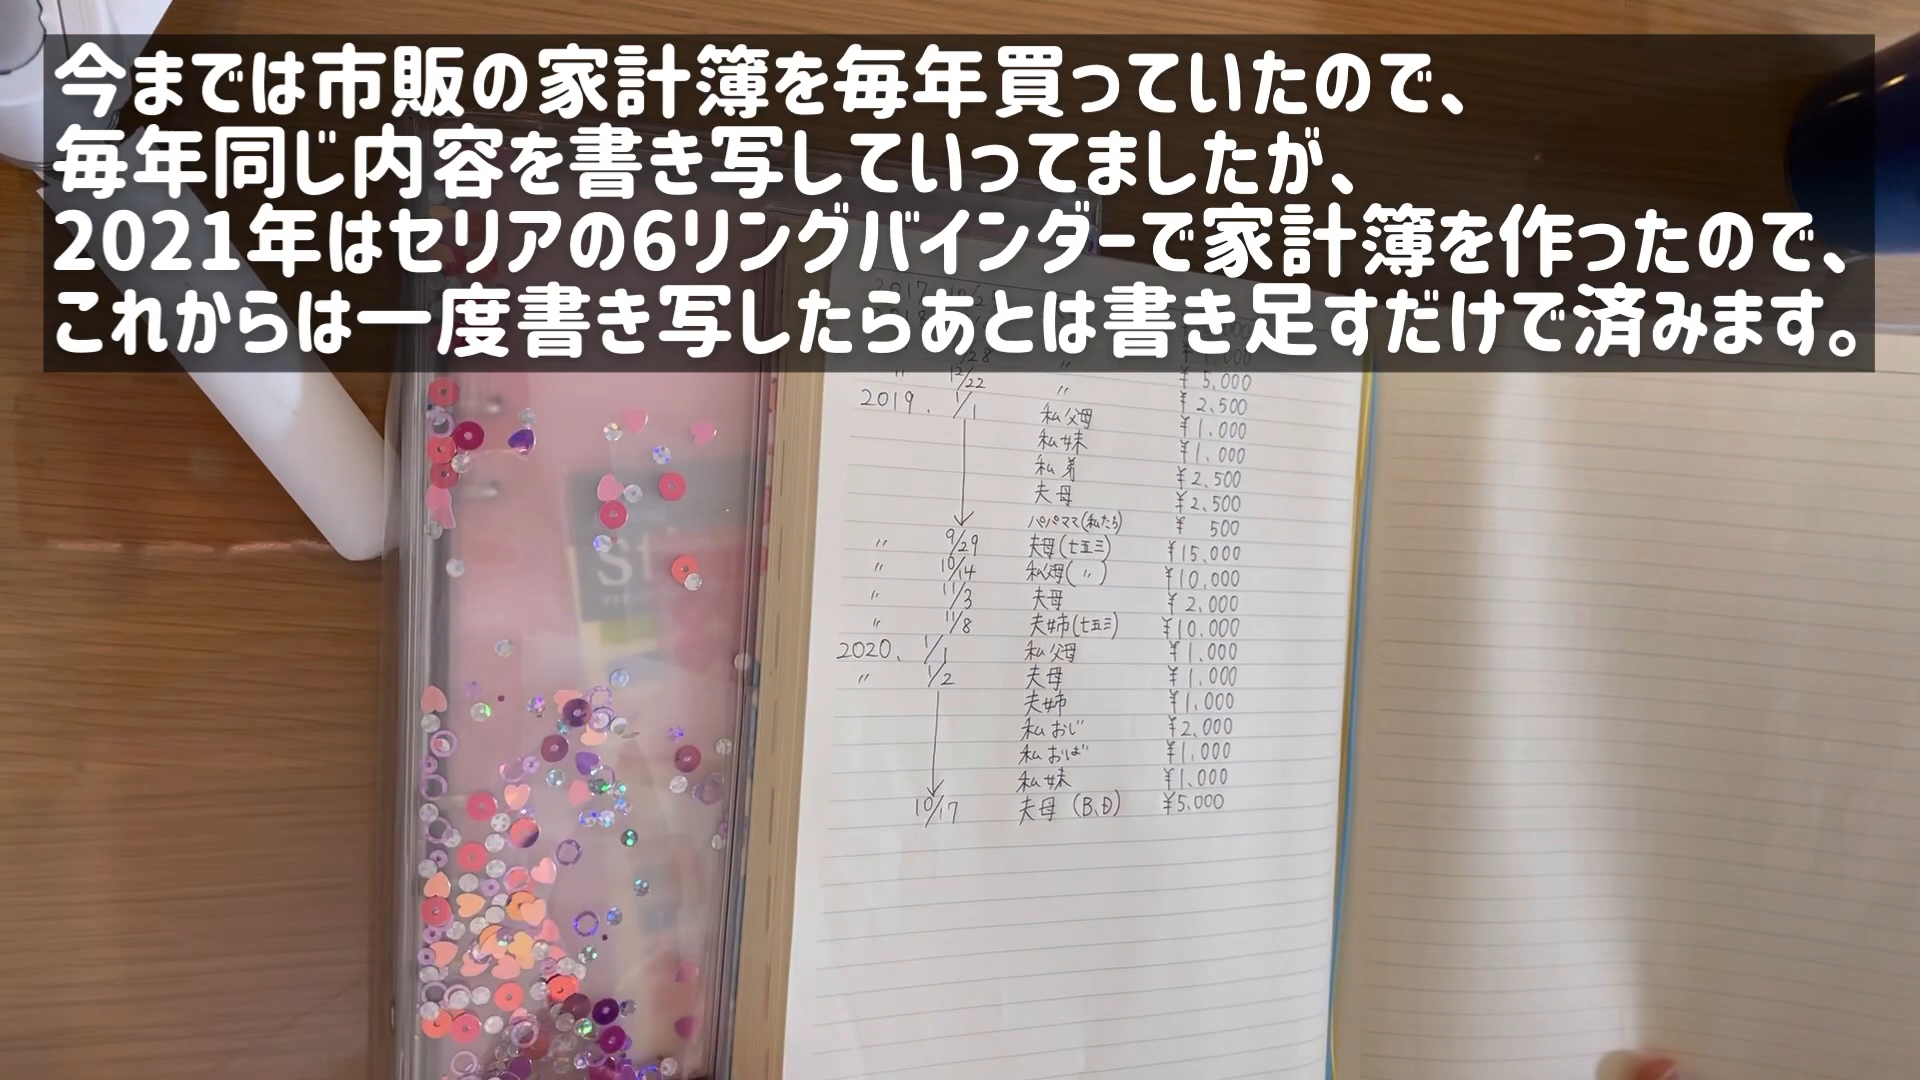 今までは市販の家計簿を毎年買っていたので、
毎年同じ内容を書き写していってましたが、
2021年はセリアの6リングバインダーで家計簿を作ったので、
これからは一度書き写したらあとは書き足すだけで済みます。
〃 12/22 〃 ¥5,000
2019. 1/1 私父母 ¥2,500
私妹 ¥1,000
私弟 ¥1,000
夫母 ¥2,500
パパママ(私たち) ¥2,500
¥ 500
〃 9/29 夫母(七五三) ¥15,000
〃 10/14 私父母(〃) ¥10,000
〃 11/3 夫母 ¥2,000
〃 11/8 夫姉(七五三) ¥10,000
2020. 1/1 私父母 ¥1,000
〃 1/2 夫母 ¥1,000
夫姉 ¥1,000
私おじ ¥2,000
私おば ¥1,000
私妹 ¥1,000
10/17 夫母(B.D) ¥5,000